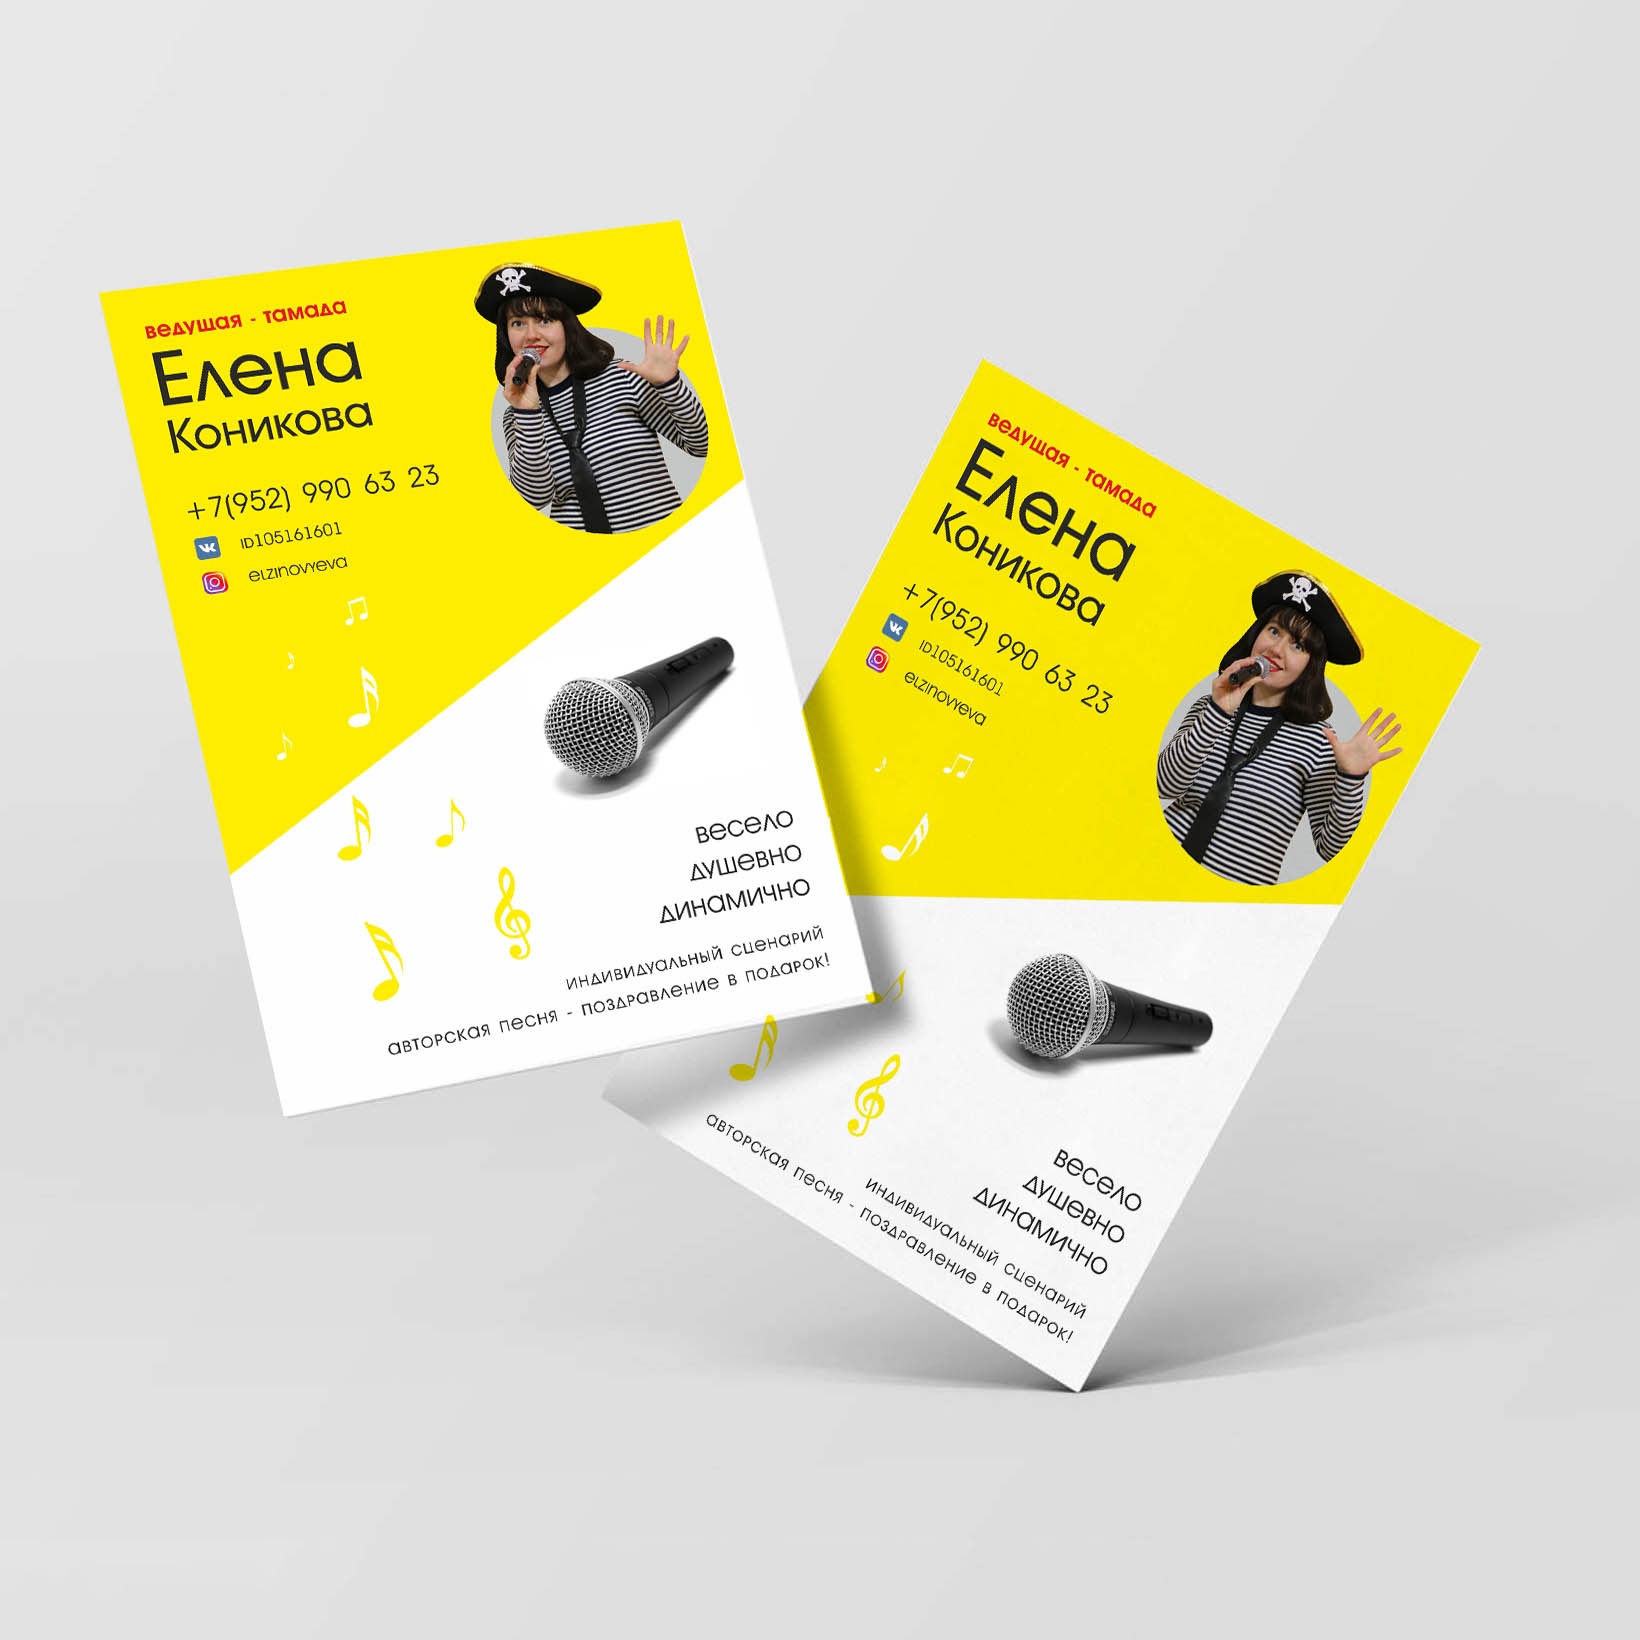 ведущая - тамада
Елена
Коникова
+7(952) 990 63 23
ID105161601
elzinovyeva
весело
душевно
динамично
индивидуальный сценарий
авторская песня - поздравление в подарок!
ведущая - тамада
Елена
Коникова
+7(952) 990 63 23
ID105161601
elzinovyeva
весело
душевно
динамично
индивидуальный сценарий
авторская песня - поздравление в подарок!